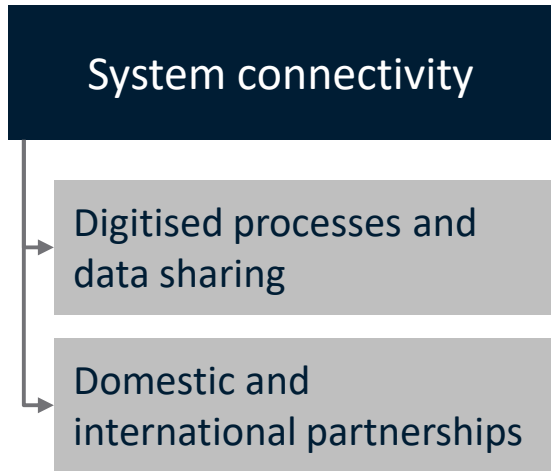 System connectivity
Digitised processes and
data sharing
Domestic and
international partnerships